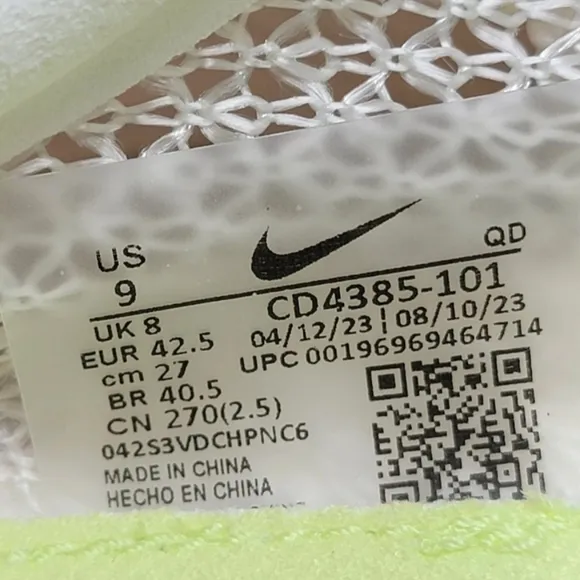 US
9
QD
CD4385-101
UK 8
04/12/23 | 08/10/23
EUR 42.5
UPC 00196969464714
cm 27
BR 40.5
CN 270(2.5)
042S3VDCHPNC6
MADE IN CHINA
HECHO EN CHINA